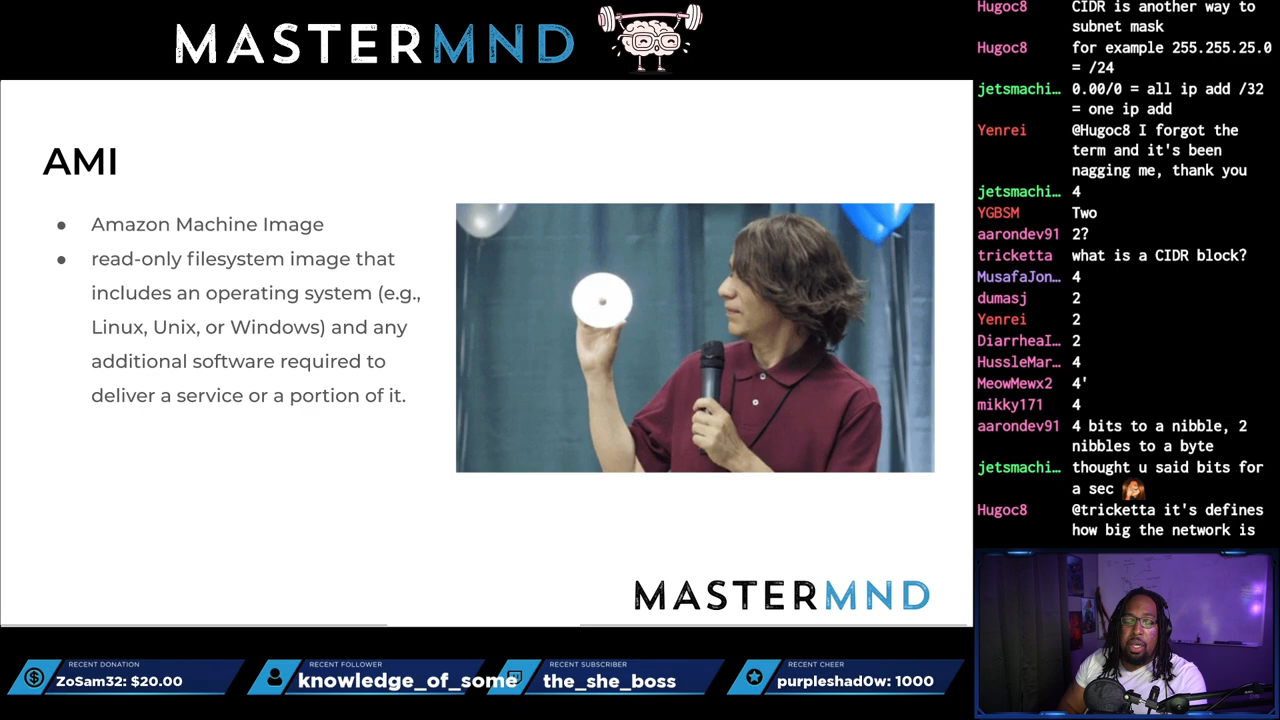 MASTERMND
AMI
● Amazon Machine Image
● read-only filesystem image that
includes an operating system (e.g.,
Linux, Unix, or Windows) and any
additional software required to
deliver a service or a portion of it.
MASTERMND
Hugoc8 CIDR is another way to
subnet mask
Hugoc8 for example 255.255.25.0
= /24
jetsmachi… 0.00/0 = all ip add /32
= one ip add
Yenrei @Hugoc8 I forgot the
term and it's been
nagging me, thank you
jetsmachi… 4
YGBSM Two
aarondev91 2?
tricketta what is a CIDR block?
MusafaJon… 4
dumasj 2
Yenrei 2
DiarrheaI… 2
HussleMar… 4
MeowMewx2 4'
mikky171 4
aarondev91 4 bits to a nibble, 2
nibbles to a byte
jetsmachi… thought u said bits for
a sec
Hugoc8 @tricketta it's defines
how big the network is
RECENT DONATION
ZoSam32: $20.00
RECENT FOLLOWER
knowledge_of_some
RECENT SUBSCRIBER
the_she_boss
RECENT CHEER
purpleshad0w: 1000